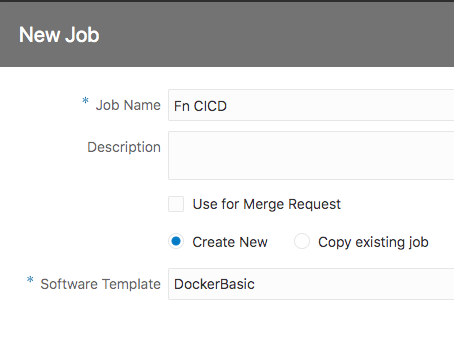 New Job
* Job Name Fn CICD
Description
Use for Merge Request
Create New Copy existing job
* Software Template DockerBasic